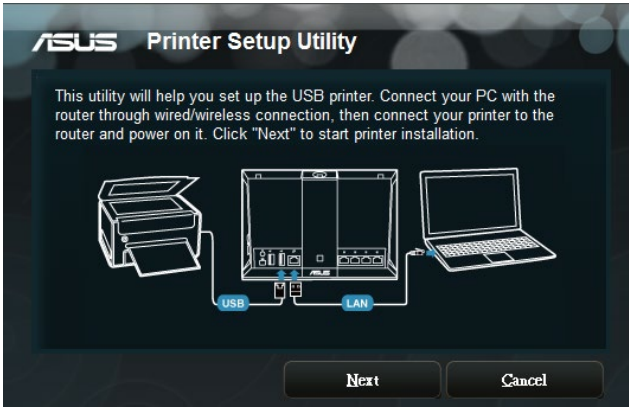 ASUS Printer Setup Utility
This utility will help you set up the USB printer. Connect your PC with the
router through wired/wireless connection, then connect your printer to the
router and power on it. Click "Next" to start printer installation.
ASUS
USB
LAN
Next
Cancel